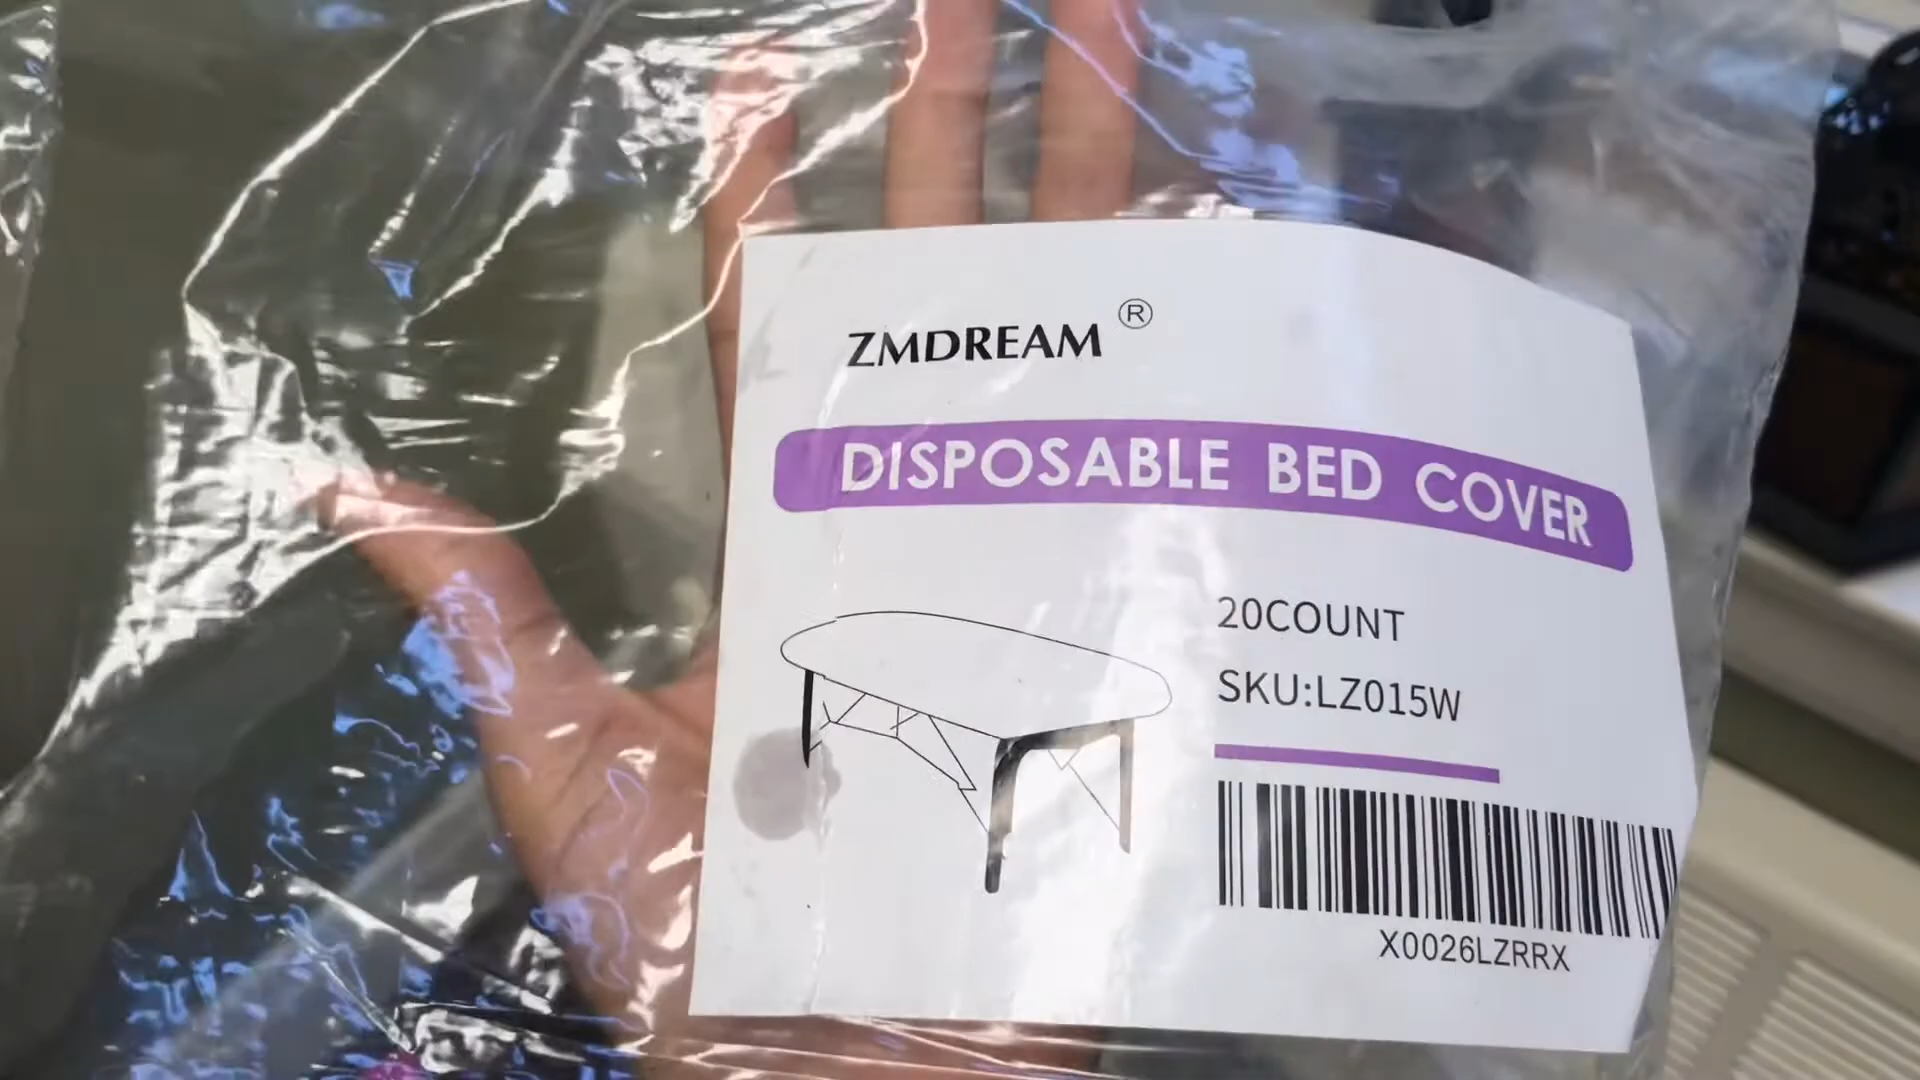 ZMDREAM ®
DISPOSABLE BED COVER
20COUNT
SKU:LZ015W
X0026LZRRX